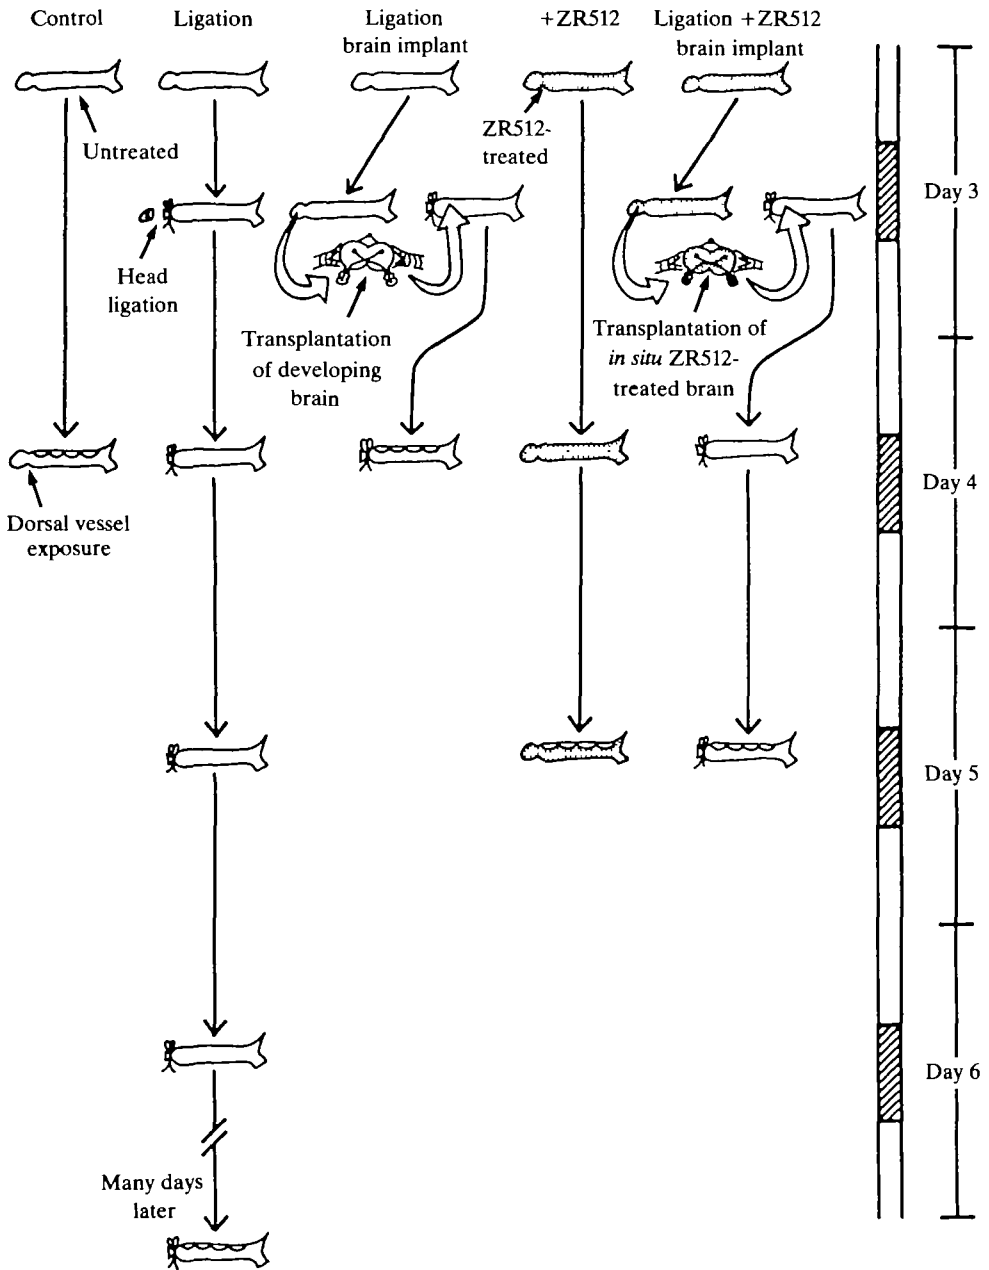 Control
Ligation
Ligation
brain implant
+ZR512
Ligation +ZR512
brain implant
Untreated
ZR512-
treated
Head
ligation
Transplantation
of developing
brain
Transplantation of
in situ ZR512-
treated brain
Dorsal vessel
exposure
Many days
later
Day 3
Day 4
Day 5
Day 6